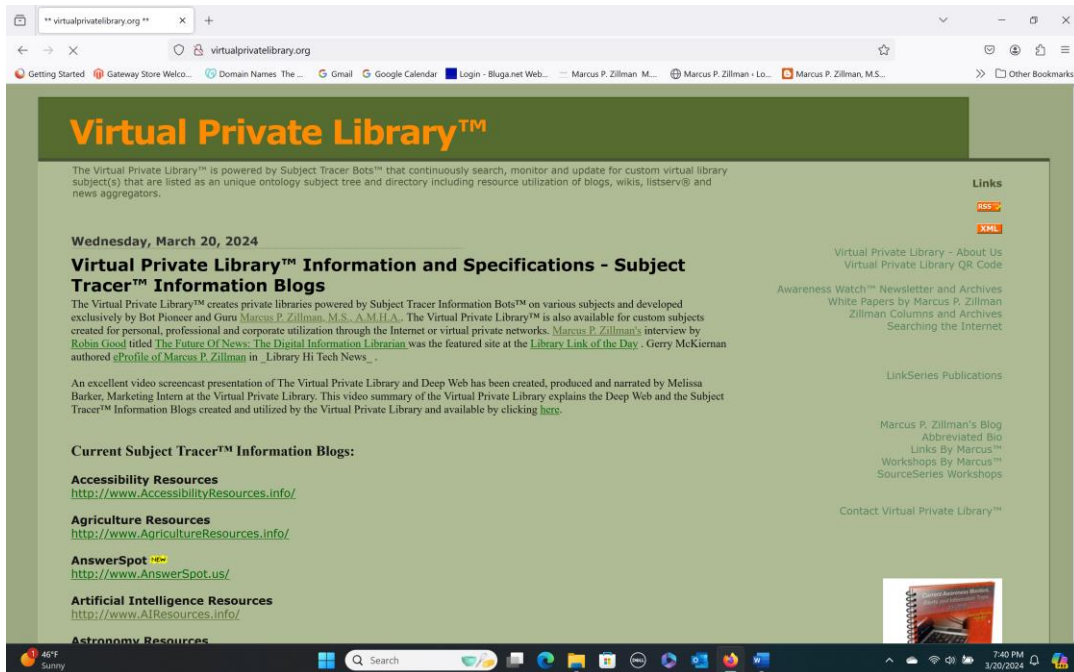 ** virtualprivatelibrary.org **
virtualprivatelibrary.org
Getting Started
Gateway Store Welco...
Domain Names The ...
Gmail
Google Calendar
Login - Bluga.net Web...
Marcus P. Zillman M....
Marcus P. Zillman ‹ Lo...
Marcus P. Zillman, M.S...
Other Bookmarks
Virtual Private Library™
The Virtual Private Library™ is powered by Subject Tracer Bots™ that continuously search, monitor and update for custom virtual library
subject(s) that are listed as an unique ontology subject tree and directory including resource utilization of blogs, wikis, listserv® and
news aggregators.
Wednesday, March 20, 2024
Virtual Private Library™ Information and Specifications - Subject
Tracer™ Information Blogs
The Virtual Private Library™ creates private libraries powered by Subject Tracer Information Bots™ on various subjects and developed
exclusively by Bot Pioneer and Guru Marcus P. Zillman, M.S., A.M.H.A.. The Virtual Private Library™ is also available for custom subjects
created for personal, professional and corporate utilization through the Internet or virtual private networks. Marcus P. Zillman's interview by
Robin Good titled The Future Of News: The Digital Information Librarian was the featured site at the Library Link of the Day . Gerry McKiernan
authored eProfile of Marcus P. Zillman in _Library Hi Tech News_ .
An excellent video screencast presentation of The Virtual Private Library and Deep Web has been created, produced and narrated by Melissa
Barker, Marketing Intern at the Virtual Private Library. This video summary of the Virtual Private Library explains the Deep Web and the Subject
Tracer™ Information Blogs created and utilized by the Virtual Private Library and available by clicking here.
Current Subject Tracer™ Information Blogs:
Accessibility Resources
http://www.AccessibilityResources.info/
Agriculture Resources
http://www.AgricultureResources.info/
AnswerSpot NEW
http://www.AnswerSpot.us/
Artificial Intelligence Resources
http://www.AIResources.info/
Astronomy Resources
Links
RSS
XML
Virtual Private Library - About Us
Virtual Private Library QR Code
Awareness Watch™ Newsletter and Archives
White Papers by Marcus P. Zillman
Zillman Columns and Archives
Searching the Internet
LinkSeries Publications
Marcus P. Zillman's Blog
Abbreviated Bio
Links By Marcus™
Workshops By Marcus™
SourceSeries Workshops
Contact Virtual Private Library™
1
46°F
Sunny
Search
DELL
7:40 PM
3/20/2024